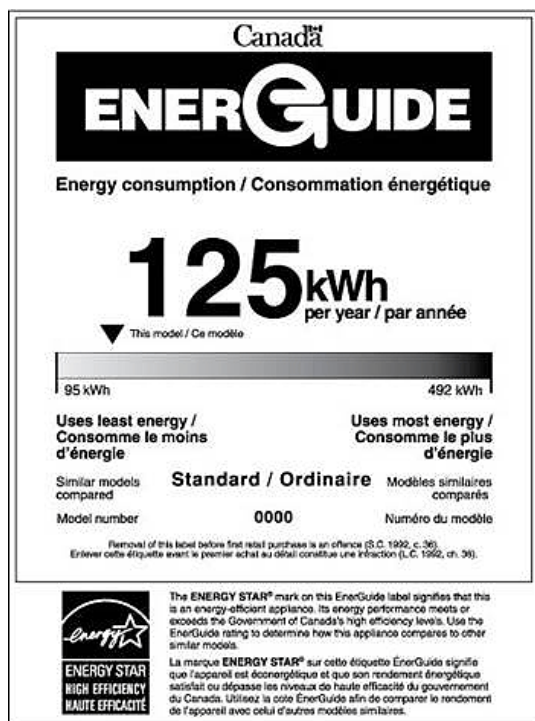 Canada
ENERGUIDE
Energy consumption / Consommation énergétique
125 kWh
per year / par année
This model / Ce modèle
95 kWh 492 kWh
Uses least energy / Uses most energy /
Consomme le moins Consomme le plus
d'énergie d'énergie
Similar models Standard / Ordinaire Modèles similaires
compared comparés
Model number 0000 Numéro du modèle
Removal of this label before first retail purchase is an offence (S.C. 1992, c. 36).
Enlever cette étiquette avant le premier achat au détail constitue une infraction (L.C. 1992, ch. 36).
The ENERGY STAR® mark on this EnerGuide label signifies that this
is an energy-efficient appliance. Its energy performance meets or
exceeds the Government of Canada's high efficiency levels. Use the
EnerGuide rating to determine how this appliance compares to other
similar models.
La marque ENERGY STAR® sur cette étiquette ÉnerGuide signifie
que l'appareil est éconergétique et que son rendement énergétique
satisfait ou dépasse les niveaux de haute efficacité du gouvernement
du Canada. Utilisez la cote ÉnerGuide afin de comparer le rendement
de l'appareil avec celui d'autres modèles similaires.
energy
ENERGY STAR
HIGH EFFICIENCY
HAUTE EFFICACITÉ